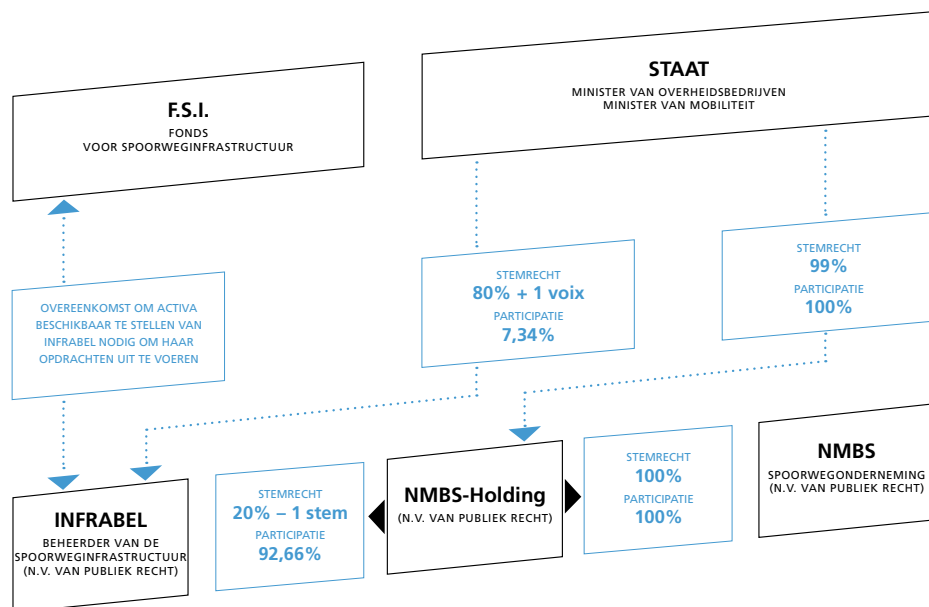 STAAT
MINISTER VAN OVERHEIDSBEDRIJVEN
MINISTER VAN MOBILITEIT
F.S.I.
FONDS
VOOR SPOORWEGINFRASTRUCTUUR
STEMRECHT
99%
PARTICIPATIE
100%
STEMRECHT
80% + 1 voix
PARTICIPATIE
7,34%
OVEREENKOMST OM ACTIVA
BESCHIKBAAR TE STELLEN VAN
INFRABEL NODIG OM HAAR
OPDRACHTEN UIT TE VOEREN
NMBS
SPOORWEGONDERNEMING
(N.V. VAN PUBLIEK RECHT)
STEMRECHT
100%
PARTICIPATIE
100%
NMBS-Holding
(N.V. VAN PUBLIEK RECHT)
STEMRECHT
20% – 1 stem
PARTICIPATIE
92,66%
INFRABEL
BEHEERDER VAN DE
SPOORWEGINFRASTRUCTUUR
(N.V. VAN PUBLIEK RECHT)